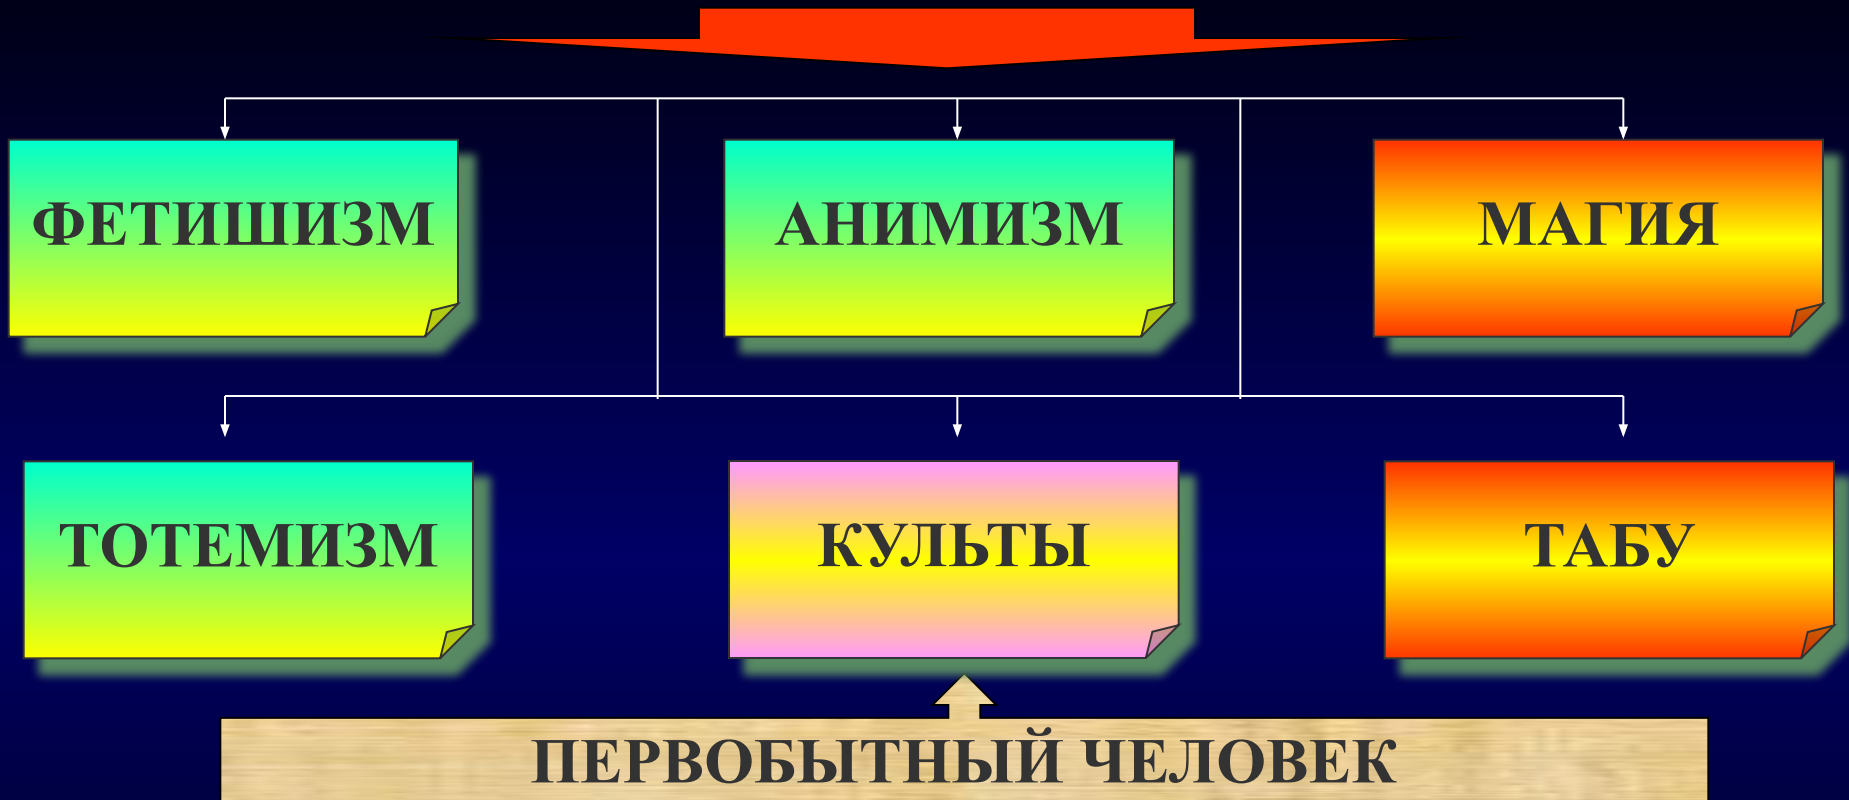 ФЕТИШИЗМ
АНИМИЗМ
МАГИЯ
ТОТЕМИЗМ
КУЛЬТЫ
ТАБУ
ПЕРВОБЫТНЫЙ ЧЕЛОВЕК